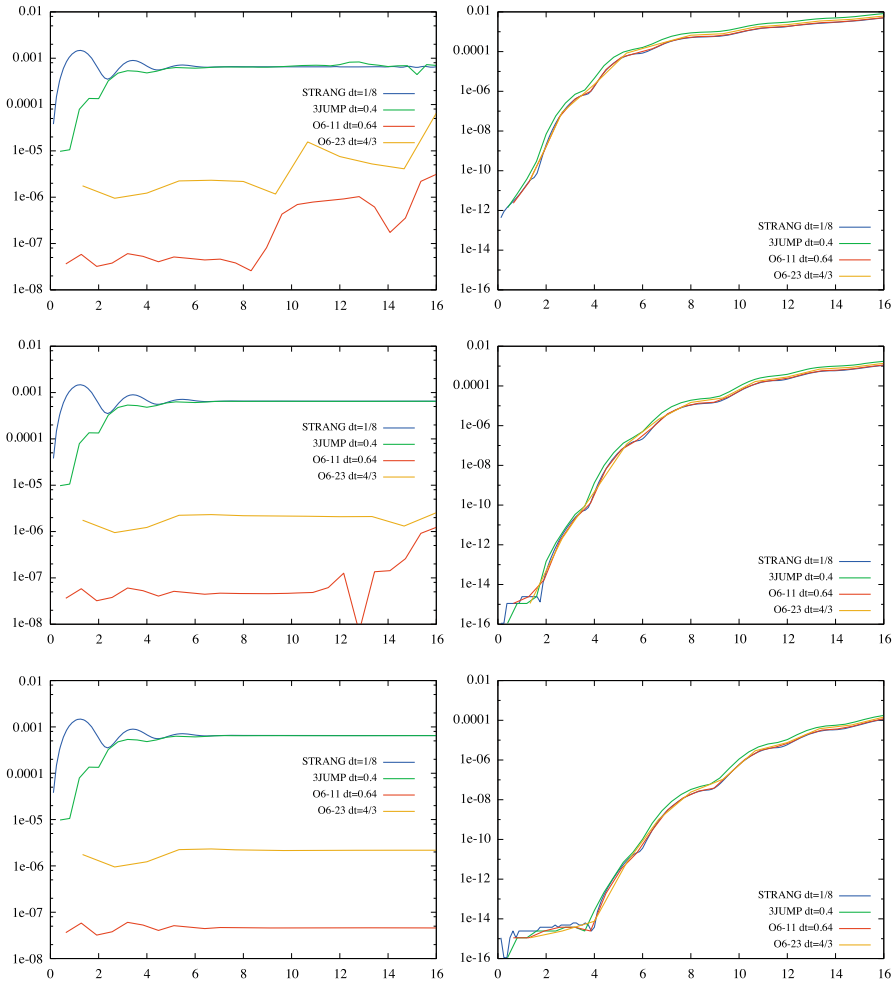 0.01
0.001
0.0001
1e-05
1e-06
1e-07
1e-08
0 2 4 6 8 10 12 14 16
STRANG dt=1/8
3JUMP dt=0.4
O6-11 dt=0.64
O6-23 dt=4/3
0.01
0.0001
1e-06
1e-08
1e-10
1e-12
1e-14
1e-16
0 2 4 6 8 10 12 14 16
STRANG dt=1/8
3JUMP dt=0.4
O6-11 dt=0.64
O6-23 dt=4/3
0.01
0.001
0.0001
1e-05
1e-06
1e-07
1e-08
0 2 4 6 8 10 12 14 16
STRANG dt=1/8
3JUMP dt=0.4
O6-11 dt=0.64
O6-23 dt=4/3
0.01
0.0001
1e-06
1e-08
1e-10
1e-12
1e-14
1e-16
0 2 4 6 8 10 12 14 16
STRANG dt=1/8
3JUMP dt=0.4
O6-11 dt=0.64
O6-23 dt=4/3
0.01
0.001
0.0001
1e-05
1e-06
1e-07
1e-08
0 2 4 6 8 10 12 14 16
STRANG dt=1/8
3JUMP dt=0.4
O6-11 dt=0.64
O6-23 dt=4/3
0.01
0.0001
1e-06
1e-08
1e-10
1e-12
1e-14
1e-16
0 2 4 6 8 10 12 14 16
STRANG dt=1/8
3JUMP dt=0.4
O6-11 dt=0.64
O6-23 dt=4/3